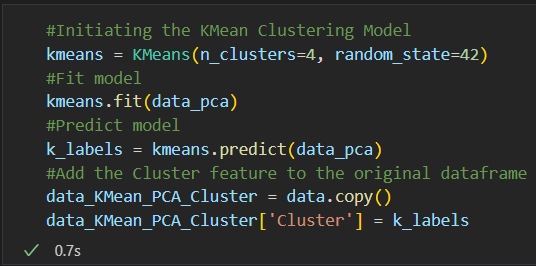 #Initiating the KMean Clustering Model
kmeans = KMeans(n_clusters=4, random_state=42)
#Fit model
kmeans.fit(data_pca)
#Predict model
k_labels = kmeans.predict(data_pca)
#Add the Cluster feature to the original dataframe
data_KMean_PCA_Cluster = data.copy()
data_KMean_PCA_Cluster['Cluster'] = k_labels
✓ 0.7s